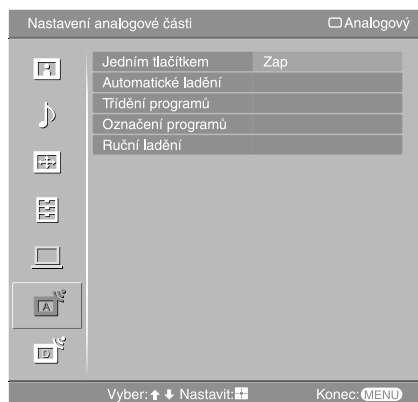 Nastavení analogové části Analogový
Jedním tlačítkem Zap
Automatické ladění
Třídění programů
Označení programů
Ruční ladění
A
D
Vyber: Nastavit: Konec: MENU